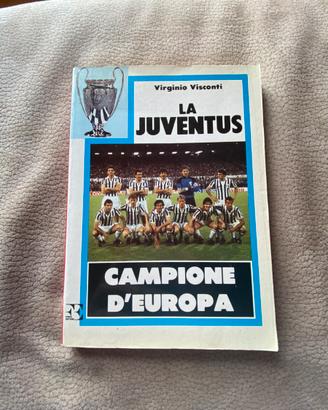 Virginio Visconti
LA
JUVENTUS
CAMPIONE
D'EUROPA